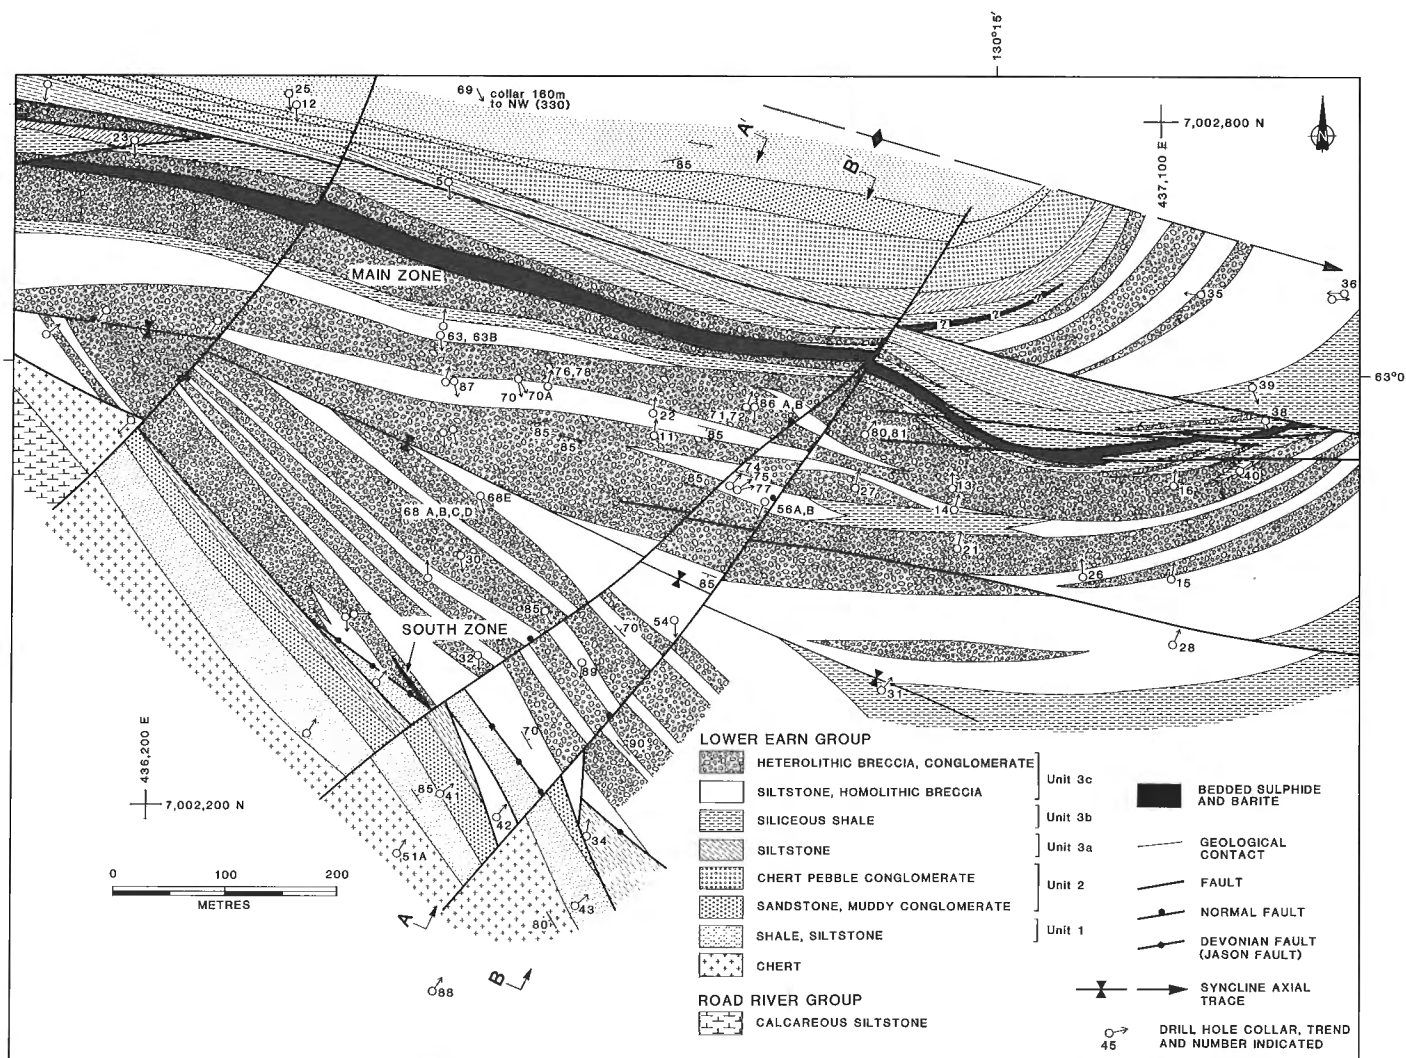 130°15′
25
12
69
collar 160m
to NW (330)
7,002,800 N
437,100 E
N
A′
B′
23
5
85
MAIN ZONE
36
35
63, 63B
63°0
76,78
87
70
70A
39
38
22
71,72
86 A,B
11
85
85
85
80,81
74
75
77
85
27
13
14
16
40
56A,B
68E
68 A,B,C,D
30
21
26
15
85
85
54
70
28
SOUTH ZONE
32
89
31
70
90
436,200 E
7,002,200 N
85
41
42
34
51A
43
80
88
A
B
0 100 200
METRES
LOWER EARN GROUP
HETEROLITHIC BRECCIA, CONGLOMERATE
SILTSTONE, HOMOLITHIC BRECCIA
Unit 3c
SILICEOUS SHALE
Unit 3b
SILTSTONE
Unit 3a
CHERT PEBBLE CONGLOMERATE
SANDSTONE, MUDDY CONGLOMERATE
Unit 2
SHALE, SILTSTONE
Unit 1
CHERT
ROAD RIVER GROUP
CALCAREOUS SILTSTONE
BEDDED SULPHIDE
AND BARITE
GEOLOGICAL
CONTACT
FAULT
NORMAL FAULT
DEVONIAN FAULT
(JASON FAULT)
SYNCLINE AXIAL
TRACE
DRILL HOLE COLLAR, TREND
AND NUMBER INDICATED
45
? ?